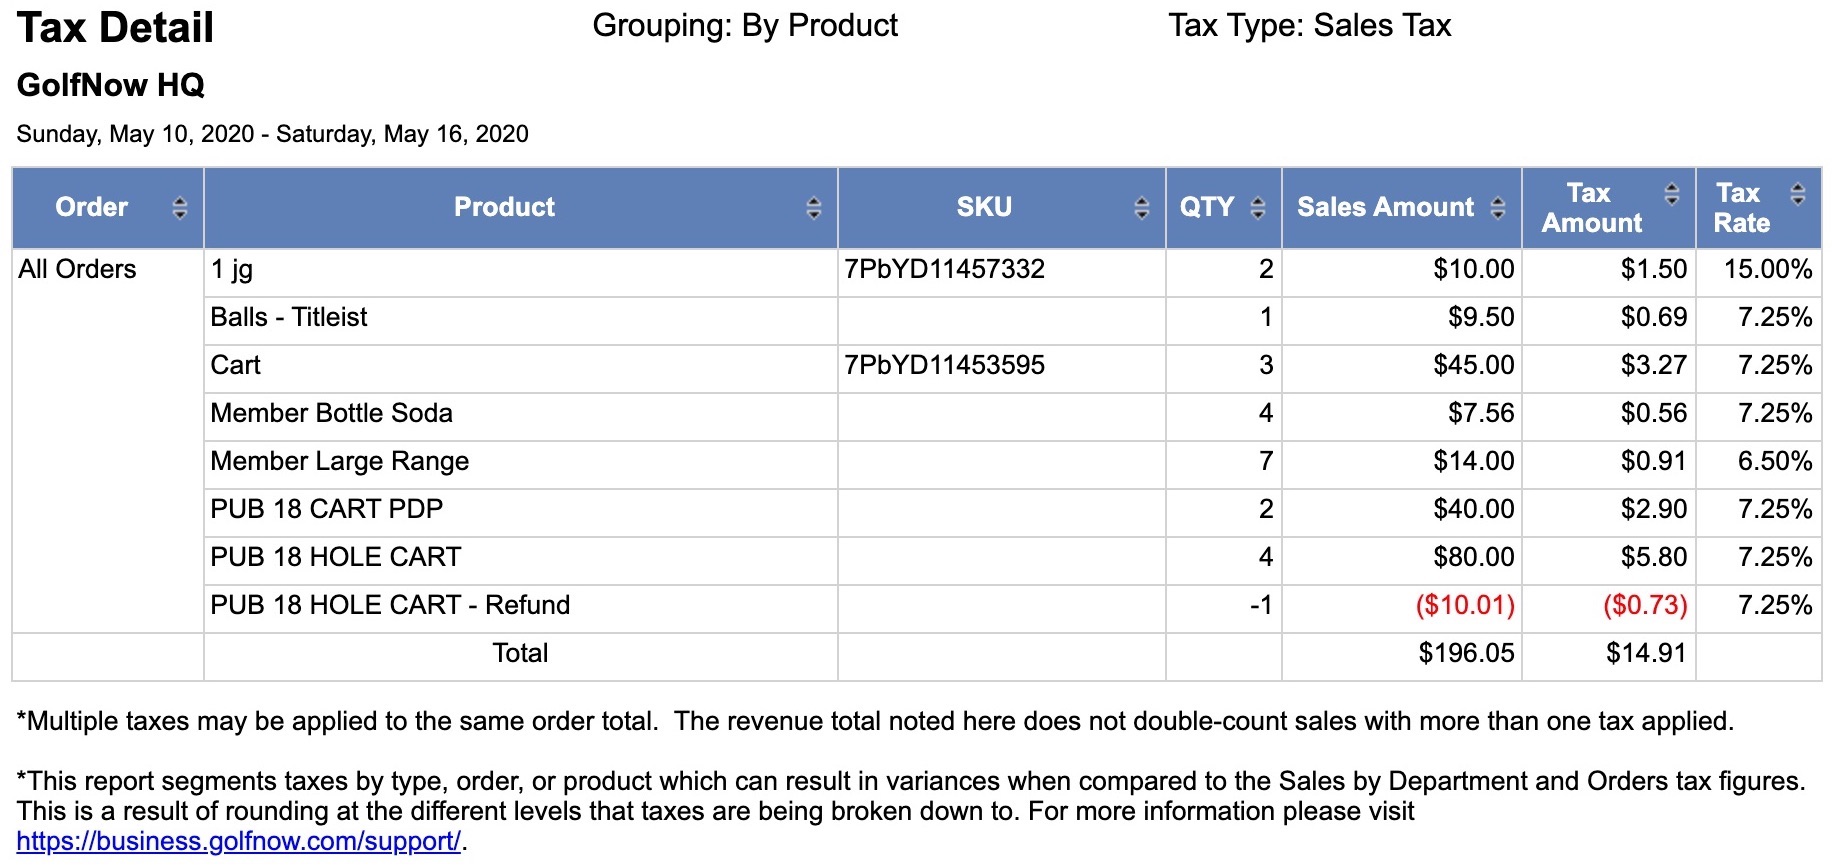 Tax Detail Grouping: By Product Tax Type: Sales Tax
GolfNow HQ
Sunday, May 10, 2020 - Saturday, May 16, 2020
Order Product SKU QTY Sales Amount Tax Amount Tax Rate
All Orders 1 jg 7PbYD11457332 2 $10.00 $1.50 15.00%
Balls - Titleist 1 $9.50 $0.69 7.25%
Cart 7PbYD11453595 3 $45.00 $3.27 7.25%
Member Bottle Soda 4 $7.56 $0.56 7.25%
Member Large Range 7 $14.00 $0.91 6.50%
PUB 18 CART PDP 2 $40.00 $2.90 7.25%
PUB 18 HOLE CART 4 $80.00 $5.80 7.25%
PUB 18 HOLE CART - Refund -1 ($10.01) ($0.73) 7.25%
Total $196.05 $14.91
*Multiple taxes may be applied to the same order total.  The revenue total noted here does not double-count sales with more than one tax applied.
*This report segments taxes by type, order, or product which can result in variances when compared to the Sales by Department and Orders tax figures.
This is a result of rounding at the different levels that taxes are being broken down to. For more information please visit
https://business.golfnow.com/support/.